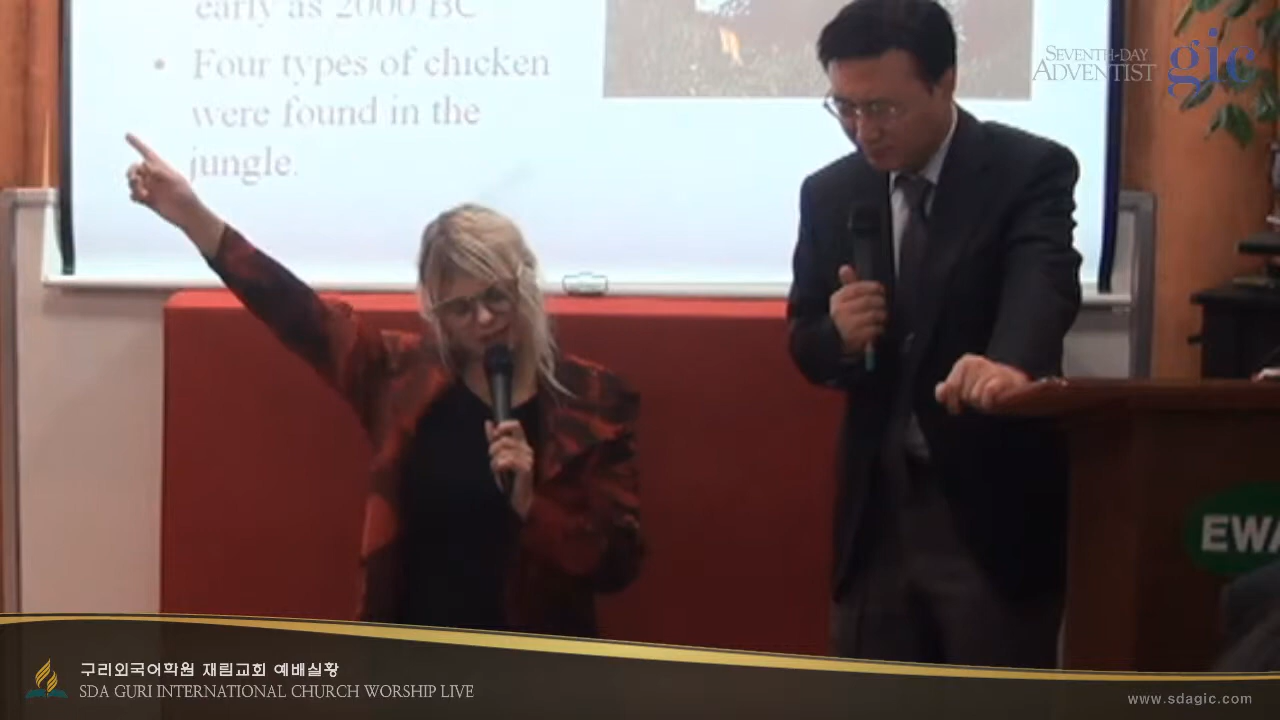 early as 2000 BC
• Four types of chicken
were found in the
jungle.
SEVENTH-DAY
ADVENTIST
gic
EWA
구리외국어학원 재림교회 예배실황
SDA GURI INTERNATIONAL CHURCH WORSHIP LIVE
www.sdagic.com